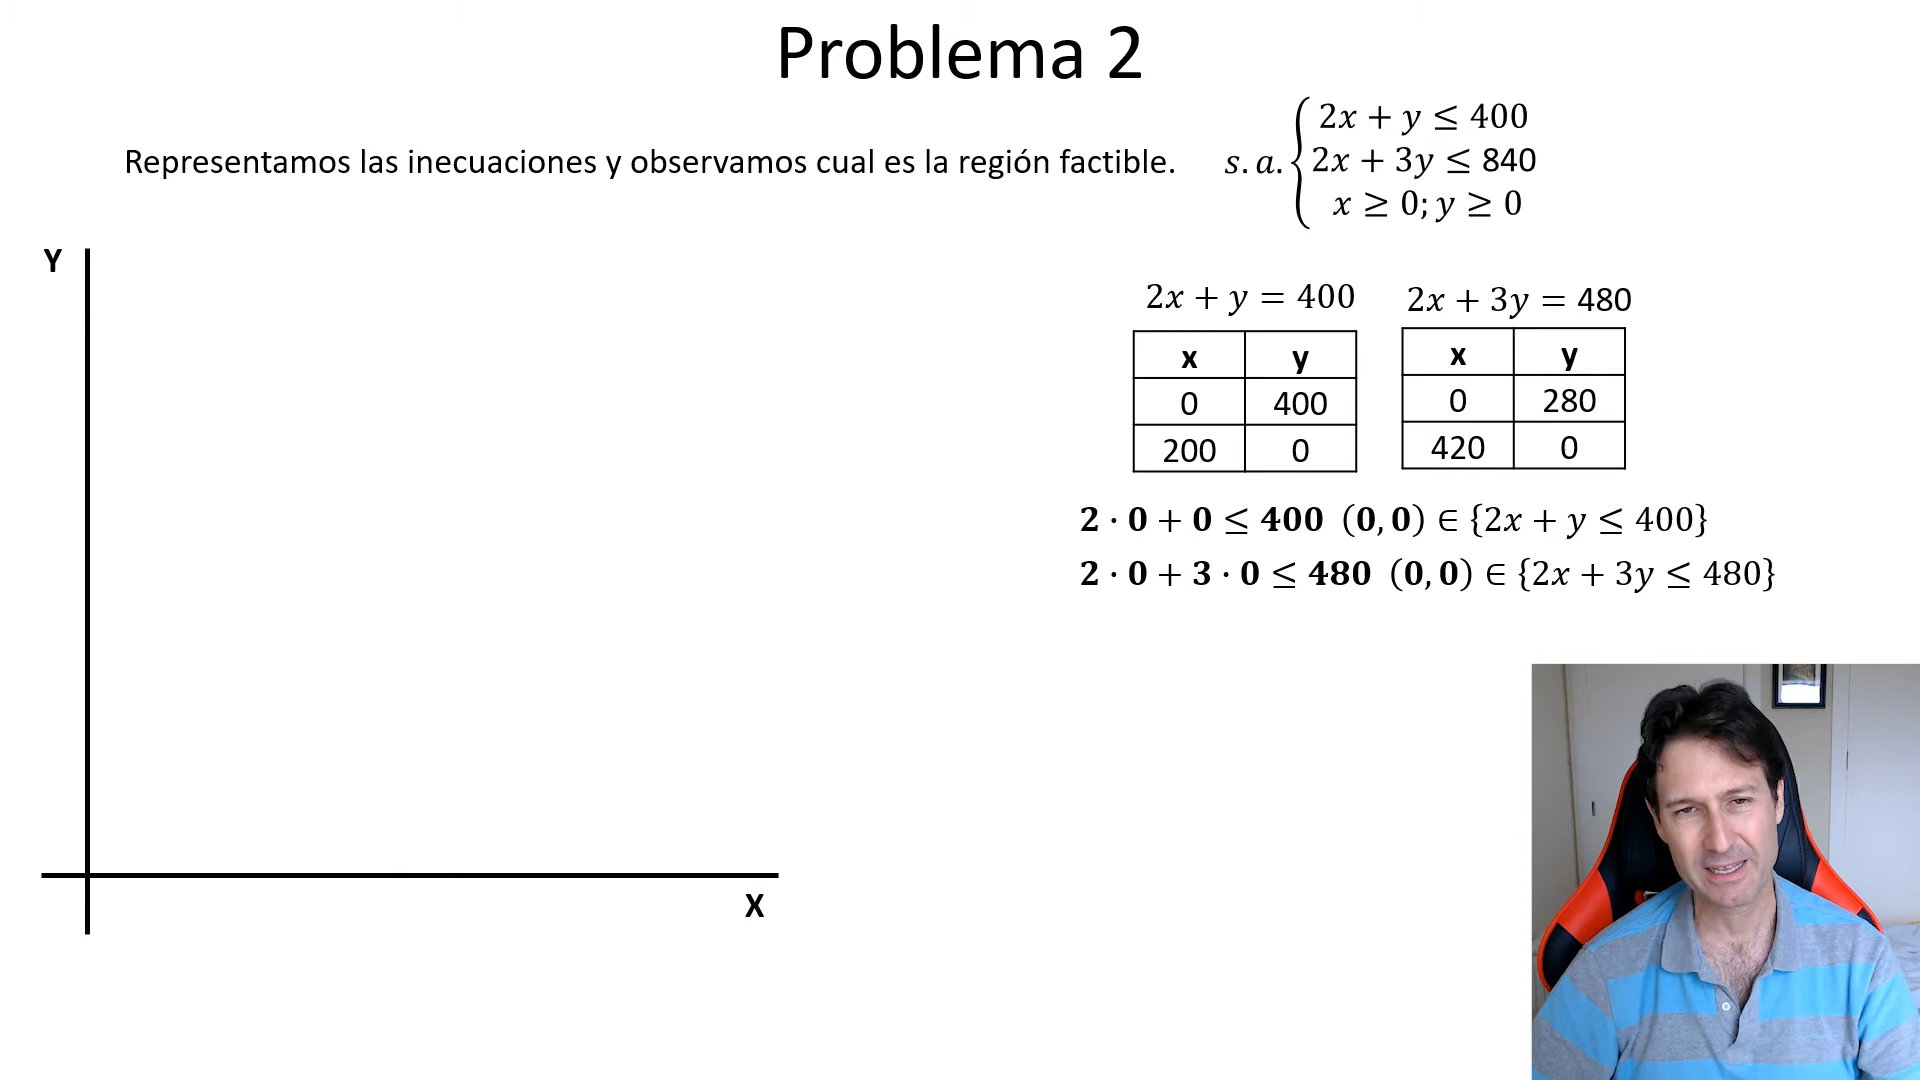 Problema 2
Representamos las inecuaciones y observamos cual es la región factible.
s.a. { 2x + y ≤ 400
2x + 3y ≤ 840
x ≥ 0; y ≥ 0
Y
2x + y = 400
x y
0 400
200 0
2x + 3y = 480
x y
0 280
420 0
2 · 0 + 0 ≤ 400 (0, 0) ∈ {2x + y ≤ 400}
2 · 0 + 3 · 0 ≤ 480 (0, 0) ∈ {2x + 3y ≤ 480}
X